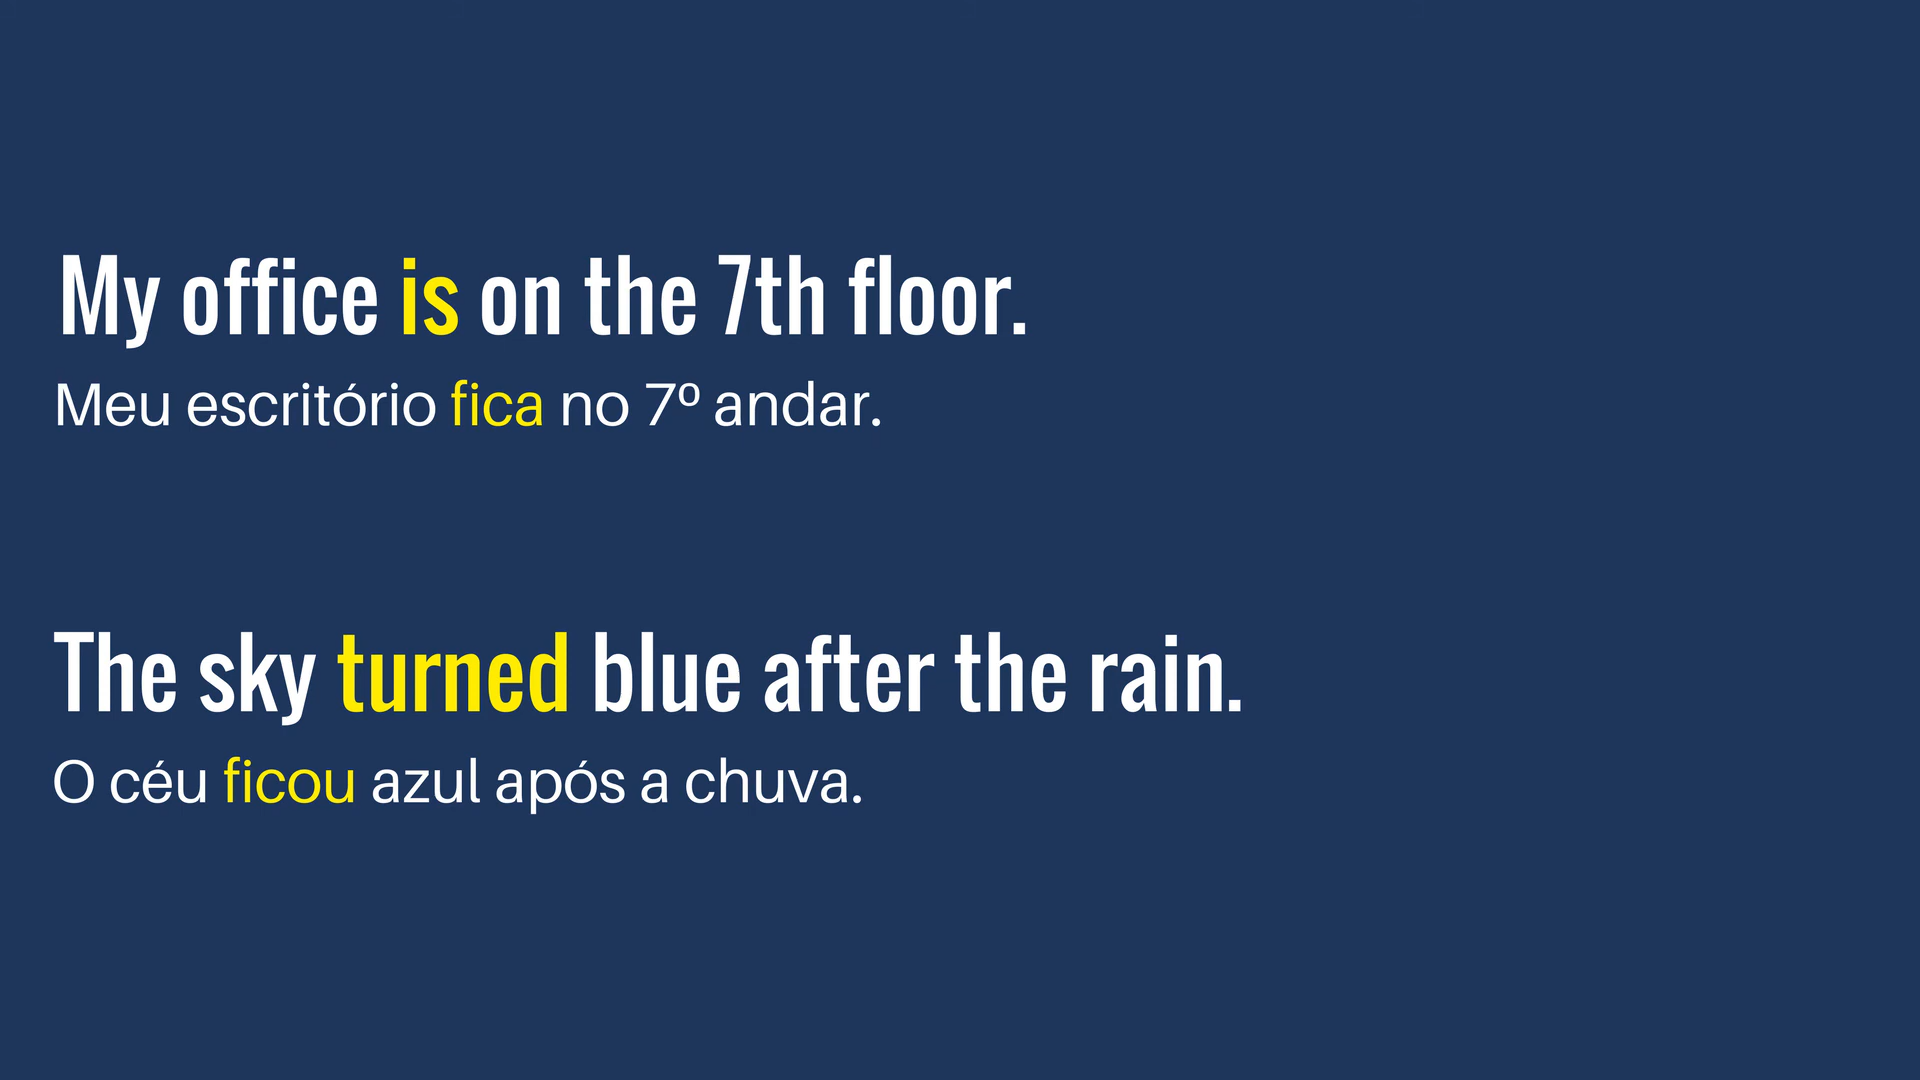 My office is on the 7th floor.
Meu escritório fica no 7º andar.
The sky turned blue after the rain.
O céu ficou azul após a chuva.